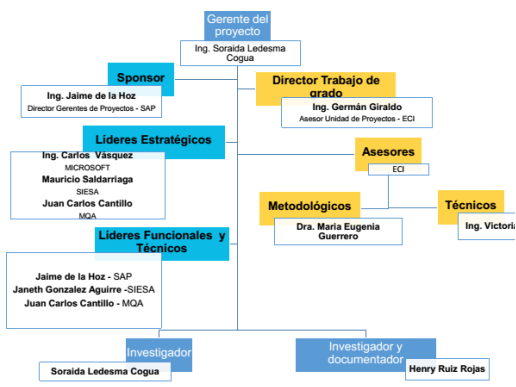 Gerente del
proyecto
Ing. Soraida Ledesma
Cogua
Sponsor
Ing. Jaime de la Hoz
Director Gerentes de Proyectos - SAP
Director Trabajo de
grado
Ing. Germán Giraldo
Asesor Unidad de Proyectos - ECI
Líderes Estratégicos
Ing. Carlos Vásquez
MICROSOFT
Mauricio Saldarriaga
SIESA
Juan Carlos Cantillo
MQA
Asesores
ECI
Metodológicos
Dra. Maria Eugenia
Guerrero
Técnicos
Ing. Victoria
Líderes Funcionales y
Técnicos
Jaime de la Hoz - SAP
Janeth Gonzalez Aguirre -SIESA
Juan Carlos Cantillo - MQA
Investigador
Soraida Ledesma Cogua
Investigador y
documentador
Henry Ruiz Rojas